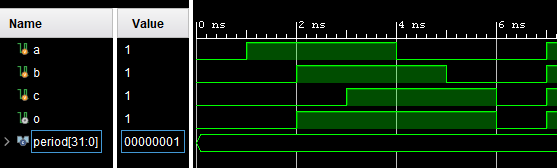 Name Value 0 ns 2 ns 4 ns 6 ns
a 1
b 1
c 1
o 1
period[31:0] 00000001